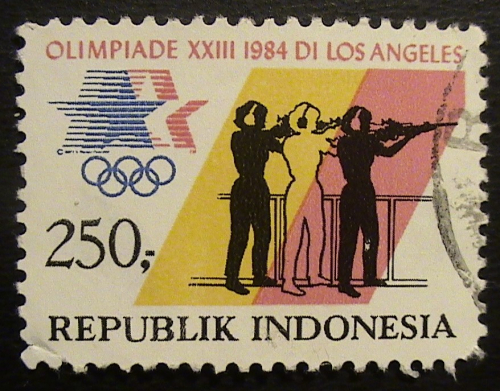 OLIMPIADE XXIII 1984 DI LOS ANGELES
250,-
REPUBLIK INDONESIA